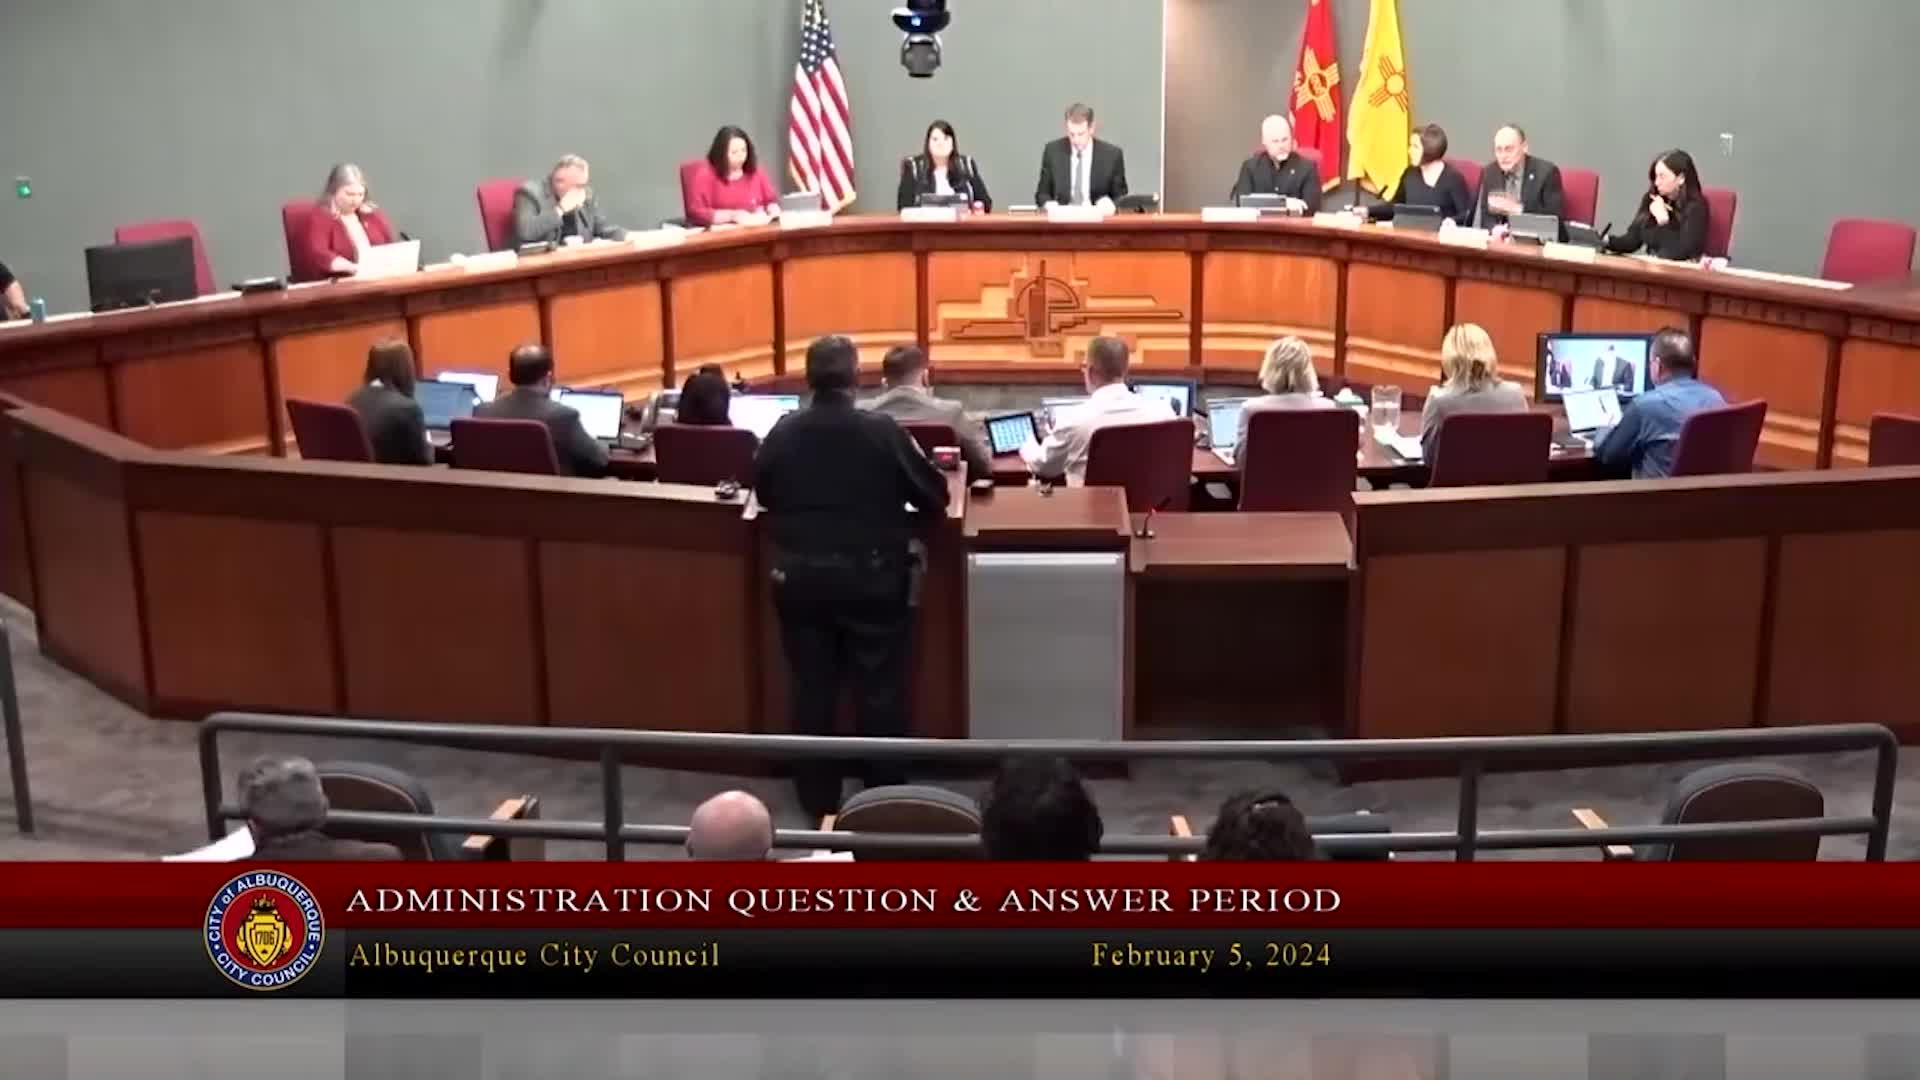 ADMINISTRATION QUESTION & ANSWER PERIOD
Albuquerque City Council February 5, 2024
CITY of ALBUQUERQUE
1706
CITY COUNCIL